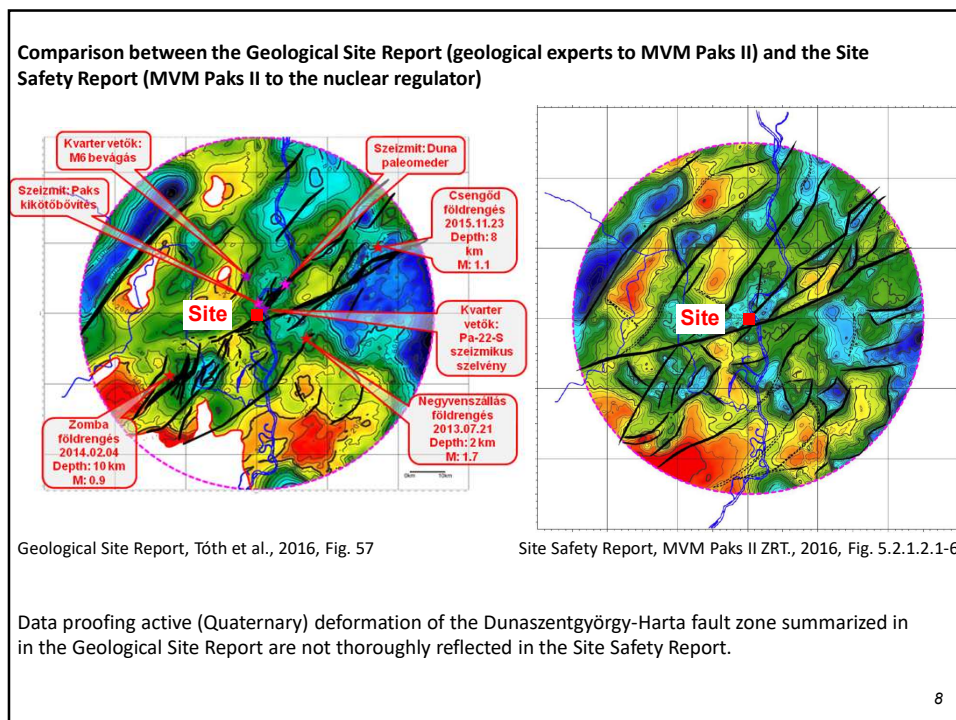 Comparison between the Geological Site Report (geological experts to MVM Paks II) and the Site
Safety Report (MVM Paks II to the nuclear regulator)
Kvarter vetők:
M6 bevágás
Szeizmit: Duna
paleomeder
Szeizmit: Paks
kikötőbővítés
Csengőd
földrengés
2015.11.23
Depth: 8
km
M: 1.1
Site
Kvarter
vetők:
Pa-22-S
szeizmikus
szelvény
Zomba
földrengés
2014.02.04
Depth: 10 km
M: 0.9
Negyvenszállás
földrengés
2013.07.21
Depth: 2 km
M: 1.7
0km 10km
Site
Geological Site Report, Tóth et al., 2016, Fig. 57
Site Safety Report, MVM Paks II ZRT., 2016, Fig. 5.2.1.2.1-6
Data proofing active (Quaternary) deformation of the Dunaszentgyörgy-Harta fault zone summarized in
in the Geological Site Report are not thoroughly reflected in the Site Safety Report.
8